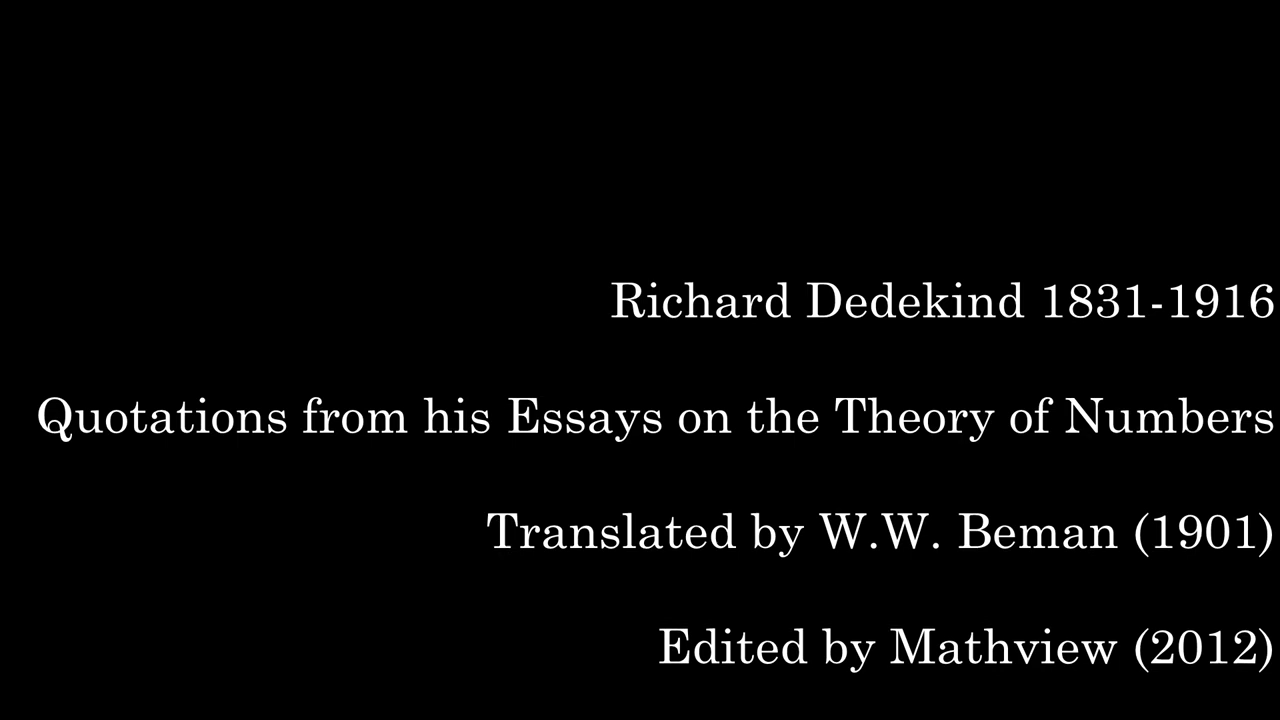 Richard Dedekind 1831-1916
Quotations from his Essays on the Theory of Numbers
Translated by W.W. Beman (1901)
Edited by Mathview (2012)